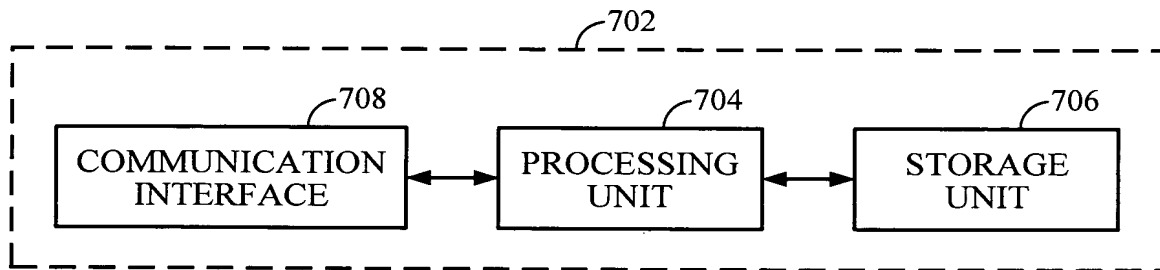 702
708
704
706
COMMUNICATION
INTERFACE
PROCESSING
UNIT
STORAGE
UNIT